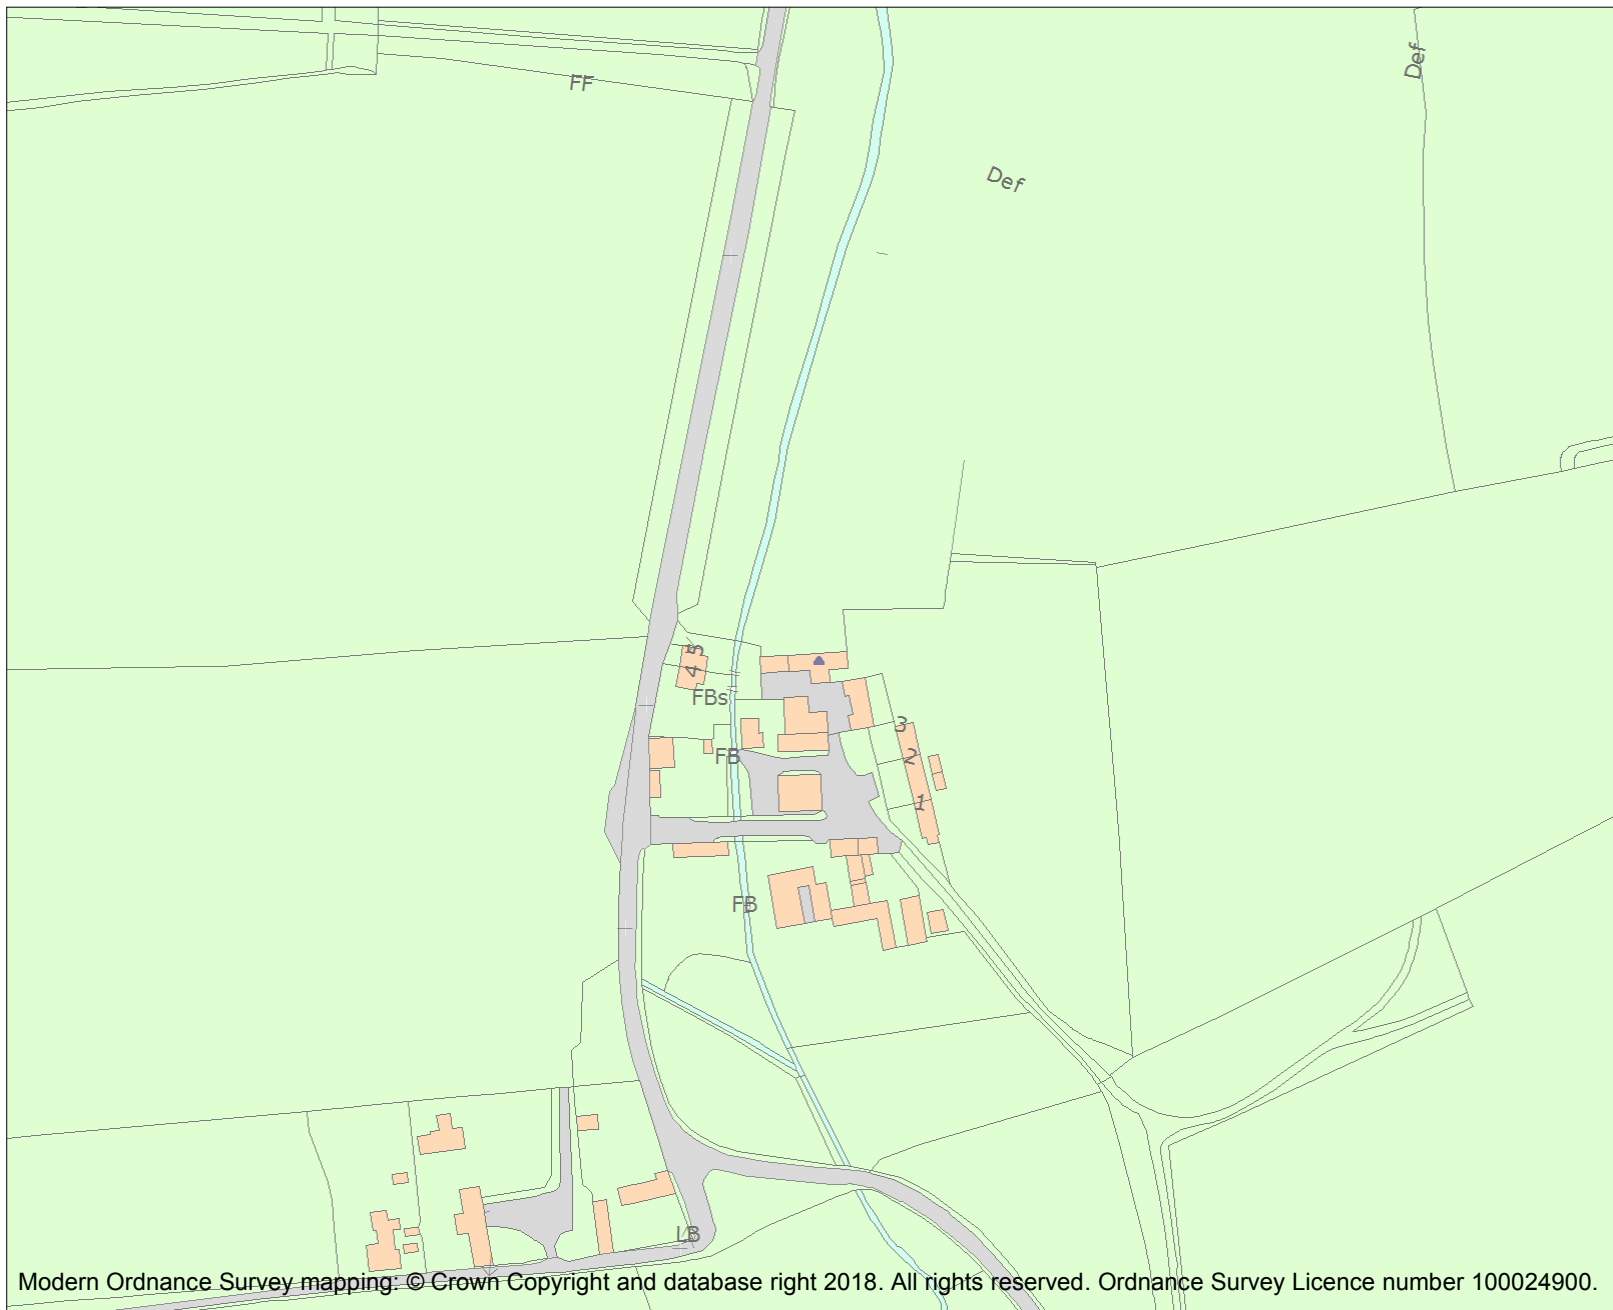 Def
FF
Def
5
4
FBs
3
FB
2
1
FB
LB
Modern Ordnance Survey mapping: © Crown Copyright and database right 2018. All rights reserved. Ordnance Survey Licence number 100024900.